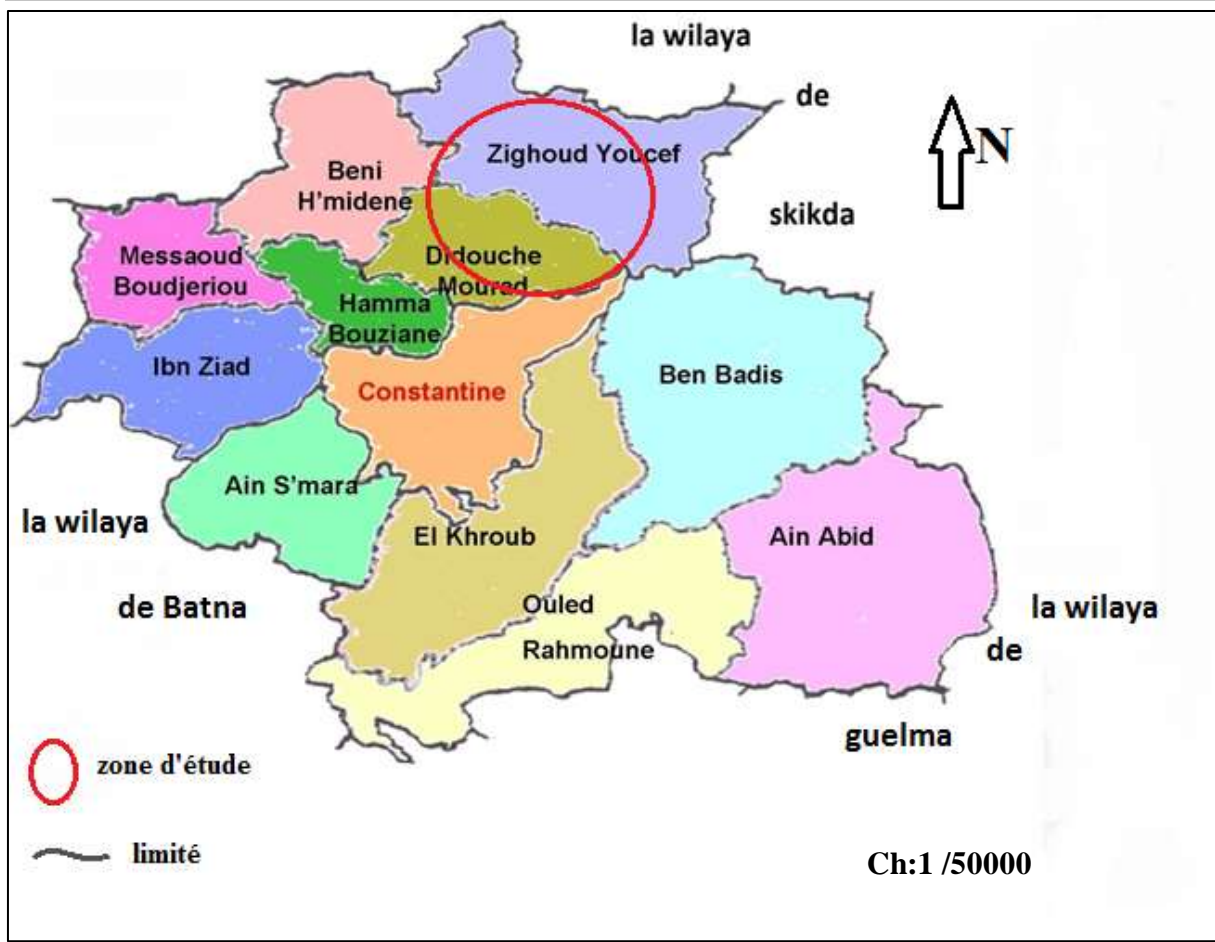 la wilaya
de
skikda
N
Zighoud Youcef
Beni
H'midene
Messaoud
Boudjeriou
Didouche
Mourad
Hamma
Bouziane
Ibn Ziad
Constantine
Ben Badis
Ain S'mara
la wilaya
de Batna
El Khroub
Ain Abid
Ouled
Rahmoune
la wilaya
de
guelma
zone d'étude
limité
Ch:1 /50000